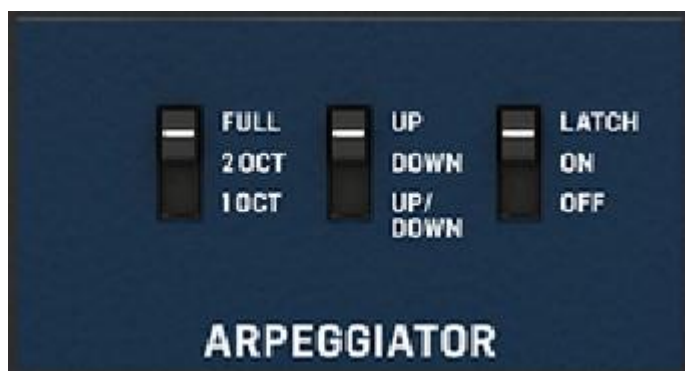 FULL
2 OCT
1 OCT
UP
DOWN
UP/
DOWN
LATCH
ON
OFF
ARPEGGIATOR